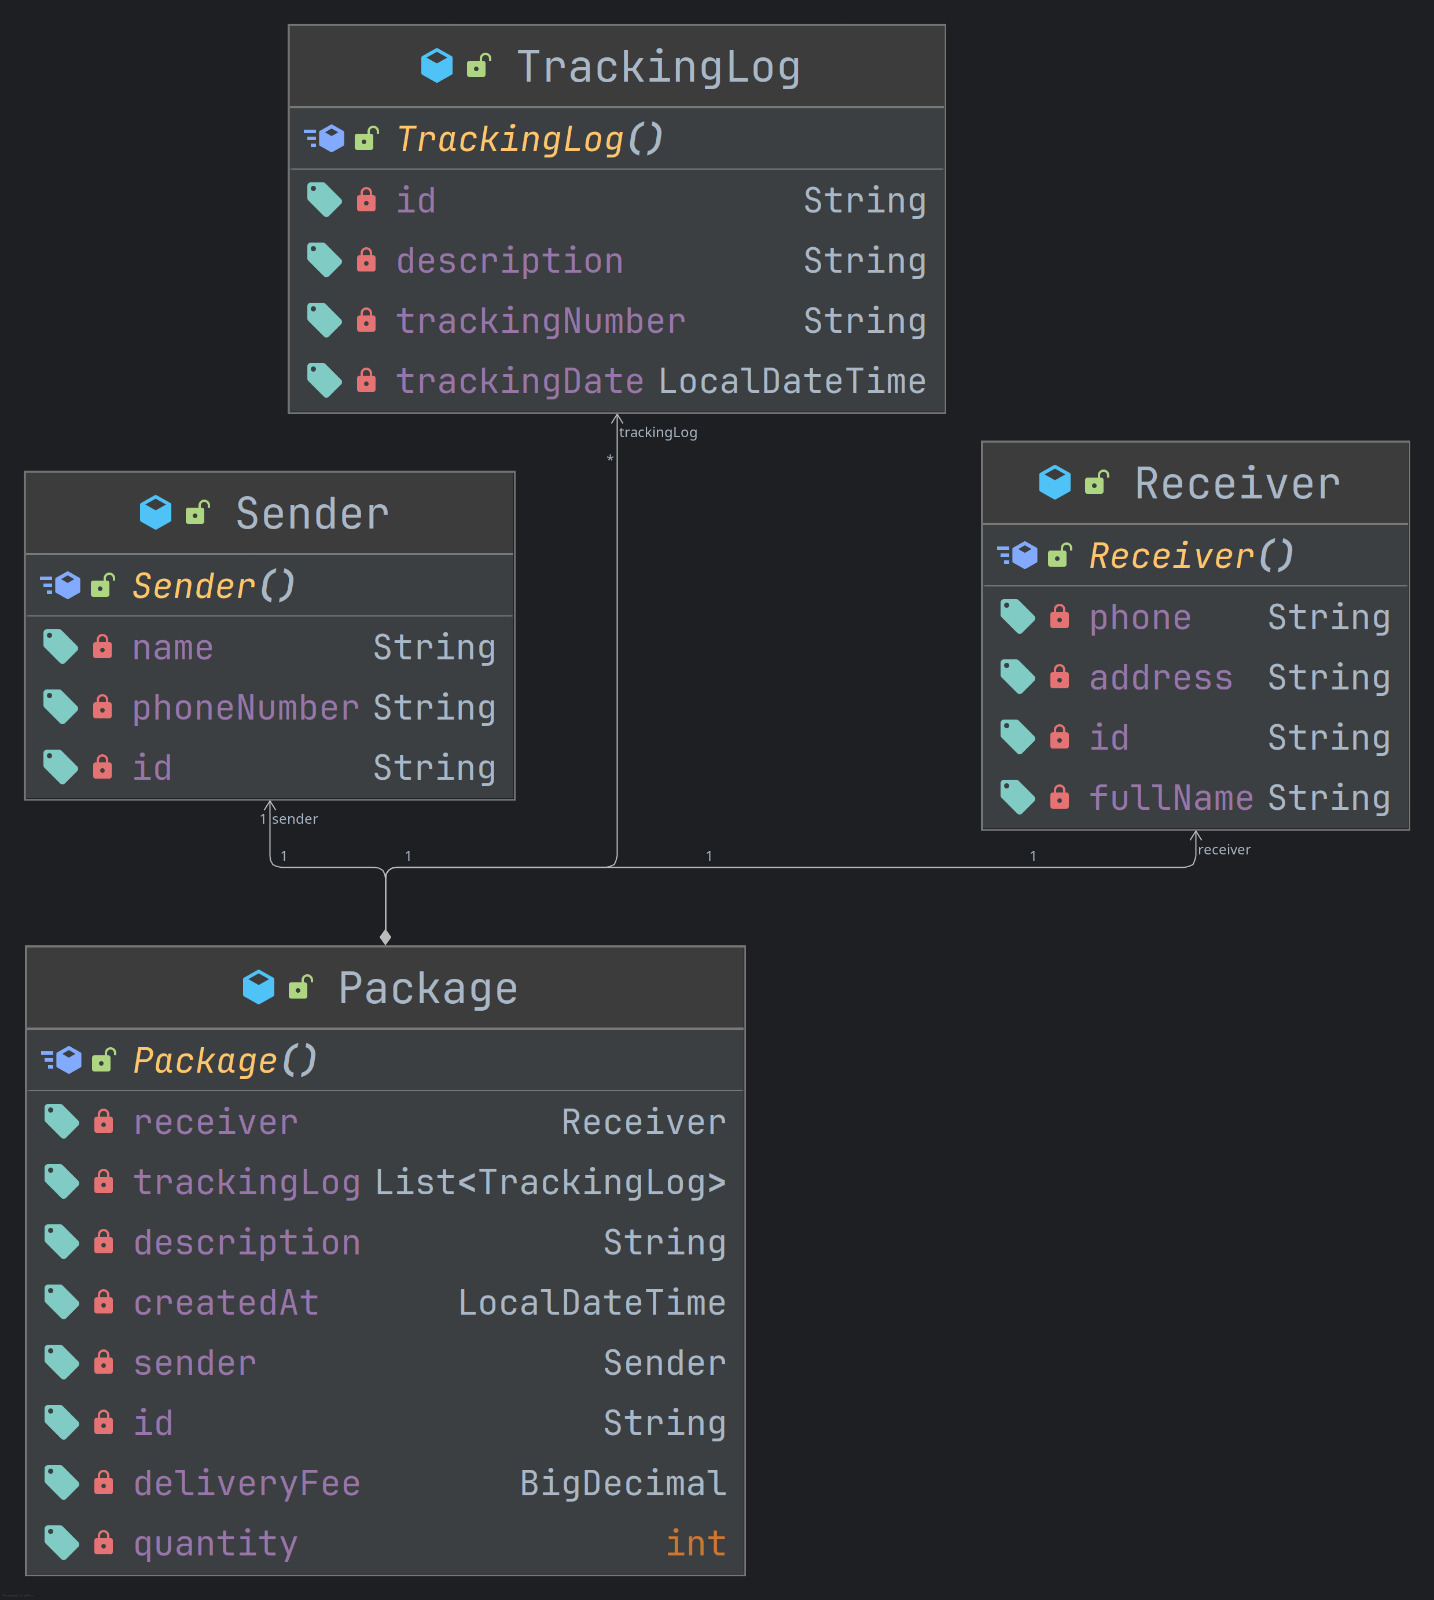 TrackingLog
TrackingLog()
id String
description String
trackingNumber String
trackingDate LocalDateTime
trackingLog
*
Sender
Sender()
name String
phoneNumber String
id String
1 sender
Receiver
Receiver()
phone String
address String
id String
fullName String
receiver
1 1 1 1
Package
Package()
receiver Receiver
trackingLog List<TrackingLog>
description String
createdAt LocalDateTime
sender Sender
id String
deliveryFee BigDecimal
quantity int